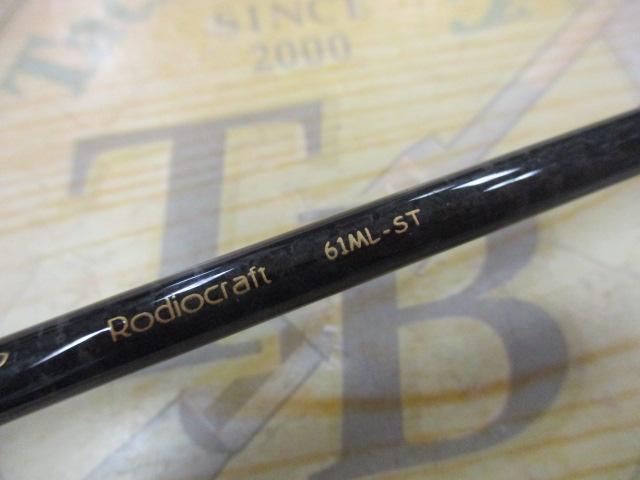 SINCE
2000
TB
Rodiocraft 61ML-ST